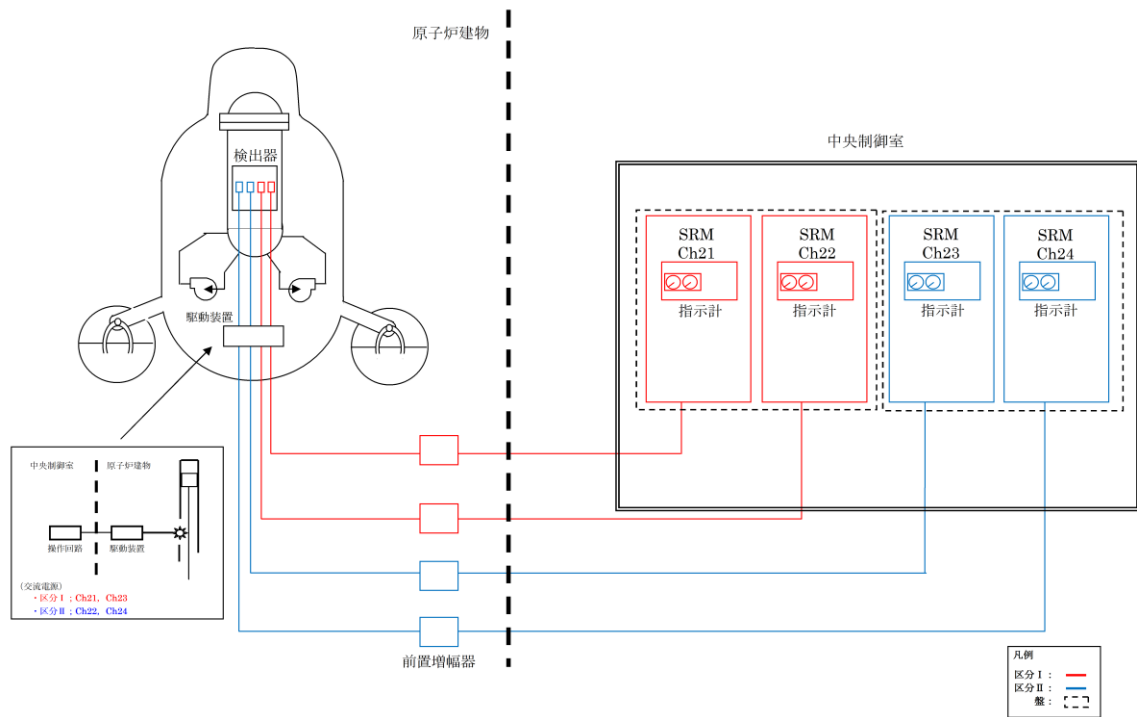 原子炉建物
中央制御室
検出器
駆動装置
SRM
Ch21
指示計
SRM
Ch22
指示計
SRM
Ch23
指示計
SRM
Ch24
指示計
中央制御室
原子炉建物
操作回路
駆動装置
(交流電源)
・区分Ⅰ；Ch21, Ch23
・区分Ⅱ；Ch22, Ch24
前置増幅器
凡例
区分Ⅰ：
区分Ⅱ：
盤：